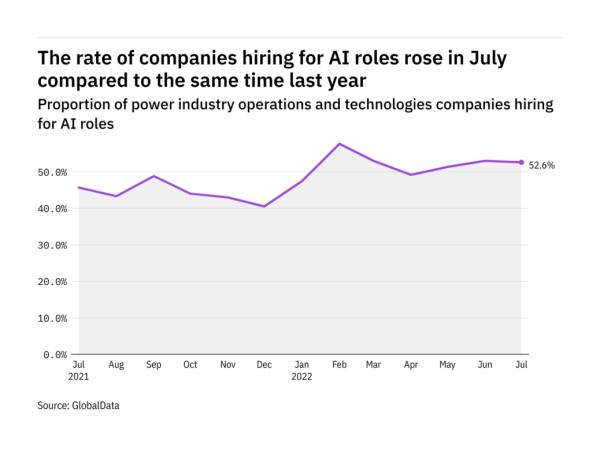 The rate of companies hiring for AI roles rose in July
compared to the same time last year
Proportion of power industry operations and technologies companies hiring
for AI roles
50.0%
52.6%
40.0%
30.0%
20.0%
10.0%
0.0%
Jul Aug Sep Oct Nov Dec Jan Feb Mar Apr May Jun Jul
2021 2022
Source: GlobalData